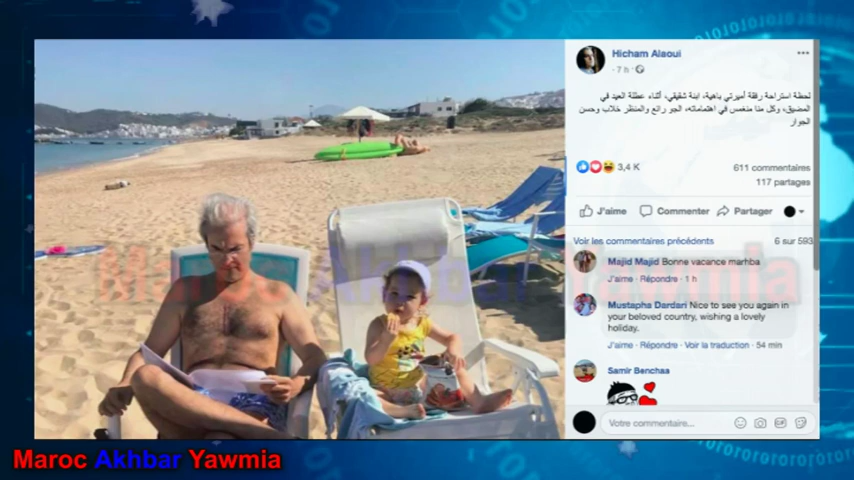 Hicham Alaoui
7 h
لحظة استراحة رفقة أميرتي باهية، ابنة شقيقي، أثناء عطلة العيد في
المضيق، وكل منا منغمس في اهتماماته، الجو رائع والمنظر خلاب وحسن
الجوار
3,4 K
611 commentaires
117 partages
J'aime Commenter Partager
Voir les commentaires précédents 6 sur 593
Majid Majid Bonne vacance marhba
J'aime · Répondre · 1 h
Mustapha Dardari Nice to see you again in
your beloved country, wishing a lovely
holiday.
J'aime · Répondre · Voir la traduction · 54 min
Samir Benchaa
Votre commentaire...
Maroc Akhbar Yawmia
Maroc Akhbar Yawmia